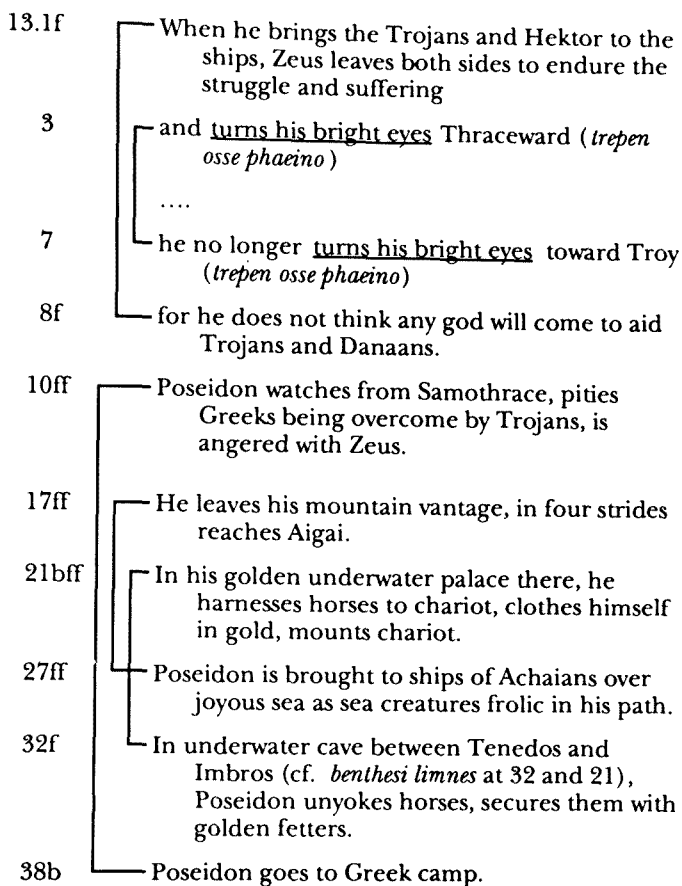 13.1f When he brings the Trojans and Hektor to the
ships, Zeus leaves both sides to endure the
struggle and suffering
3 and turns his bright eyes Thraceward (trepen
osse phaeino)
....
7 he no longer turns his bright eyes toward Troy
(trepen osse phaeino)
8f for he does not think any god will come to aid
Trojans and Danaans.
10ff Poseidon watches from Samothrace, pities
Greeks being overcome by Trojans, is
angered with Zeus.
17ff He leaves his mountain vantage, in four strides
reaches Aigai.
21bff In his golden underwater palace there, he
harnesses horses to chariot, clothes himself
in gold, mounts chariot.
27ff Poseidon is brought to ships of Achaians over
joyous sea as sea creatures frolic in his path.
32f In underwater cave between Tenedos and
Imbros (cf. benthesi limnes at 32 and 21),
Poseidon unyokes horses, secures them with
golden fetters.
38b Poseidon goes to Greek camp.